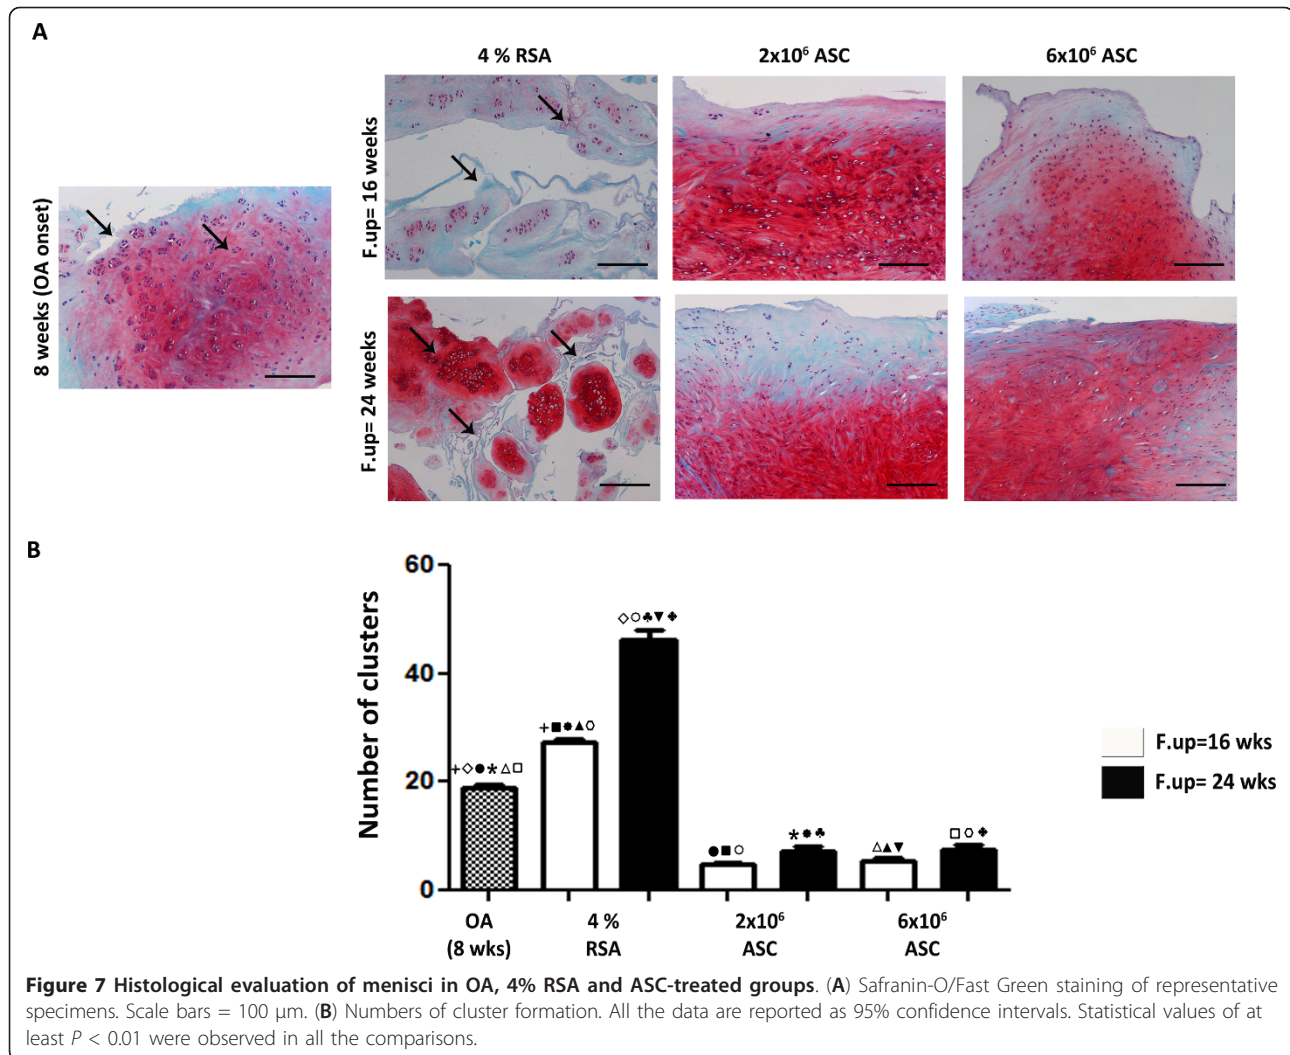 A
4 % RSA
2x10⁶ ASC
6x10⁶ ASC
8 weeks (OA onset)
F.up= 16 weeks
F.up= 24 weeks
B
Number of clusters
60
40
20
0
+◇●*△□
+■✹▲⬡
◇○♣▼✤
●■○
*✹♣
△▲▼
□⬡✤
F.up=16 wks
F.up= 24 wks
OA
(8 wks)
4 %
RSA
2x10⁶
ASC
6x10⁶
ASC
Figure 7 Histological evaluation of menisci in OA, 4% RSA and ASC-treated groups. (A) Safranin-O/Fast Green staining of representative
specimens. Scale bars = 100 μm. (B) Numbers of cluster formation. All the data are reported as 95% confidence intervals. Statistical values of at
least P < 0.01 were observed in all the comparisons.